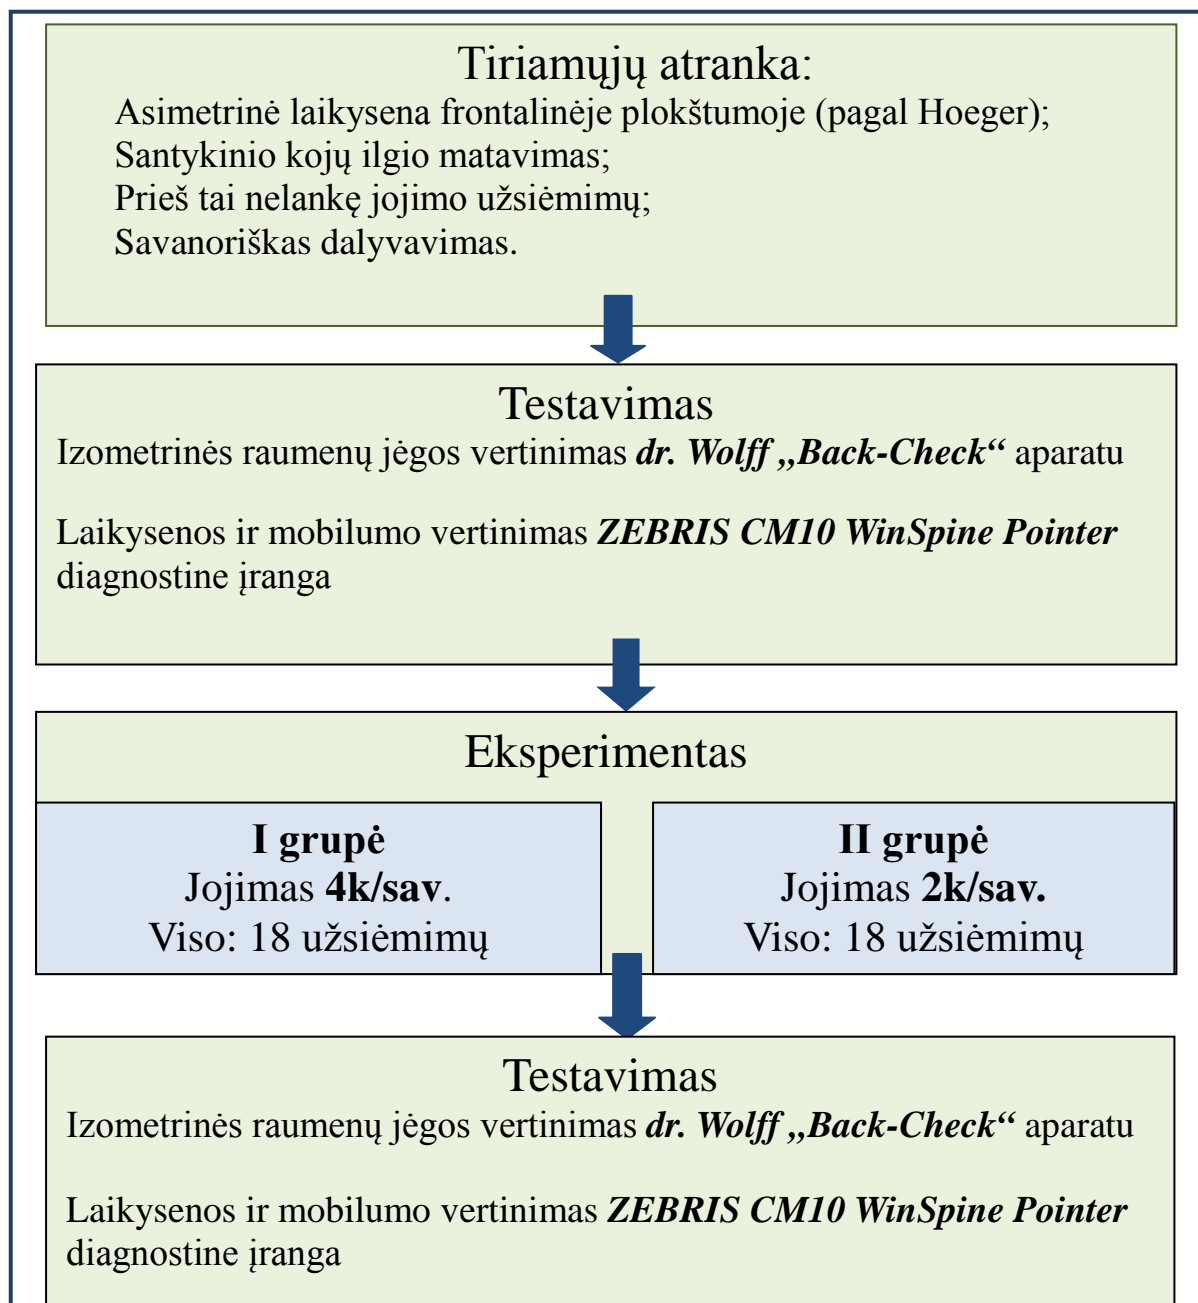 Tiriamųjų atranka:
Asimetrinė laikysena frontalinėje plokštumoje (pagal Hoeger);
Santykinio kojų ilgio matavimas;
Prieš tai nelankę jojimo užsiėmimų;
Savanoriškas dalyvavimas.
Testavimas
Izometrinės raumenų jėgos vertinimas dr. Wolff „Back-Check“ aparatu
Laikysenos ir mobilumo vertinimas ZEBRIS CM10 WinSpine Pointer
diagnostine įranga
Eksperimentas
I grupė
Jojimas 4k/sav.
Viso: 18 užsiėmimų
II grupė
Jojimas 2k/sav.
Viso: 18 užsiėmimų
Testavimas
Izometrinės raumenų jėgos vertinimas dr. Wolff „Back-Check“ aparatu
Laikysenos ir mobilumo vertinimas ZEBRIS CM10 WinSpine Pointer
diagnostine įranga